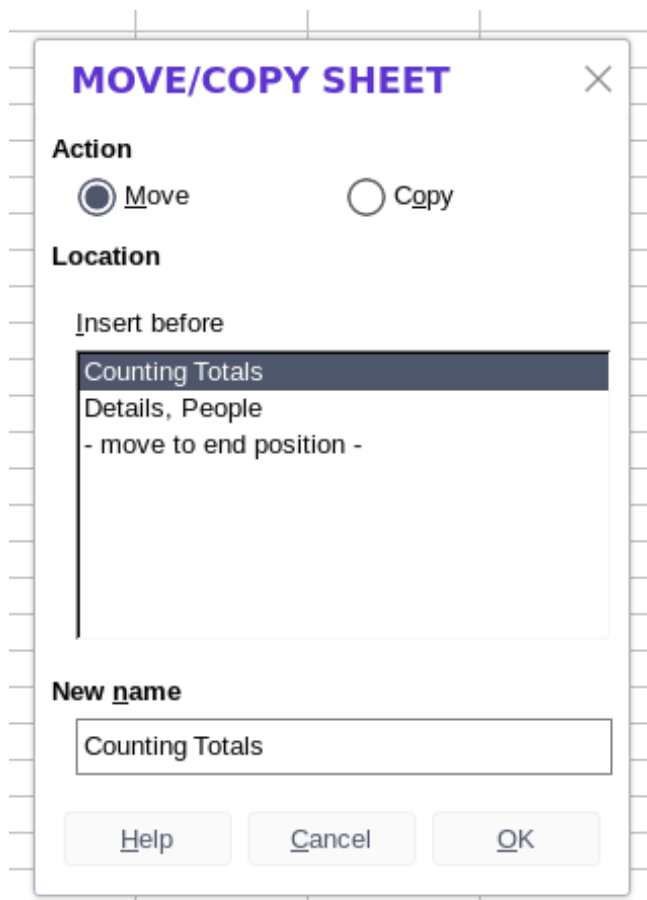 MOVE/COPY SHEET
Action
Move Copy
Location
Insert before
Counting Totals
Details, People
- move to end position -
New name
Counting Totals
Help Cancel OK